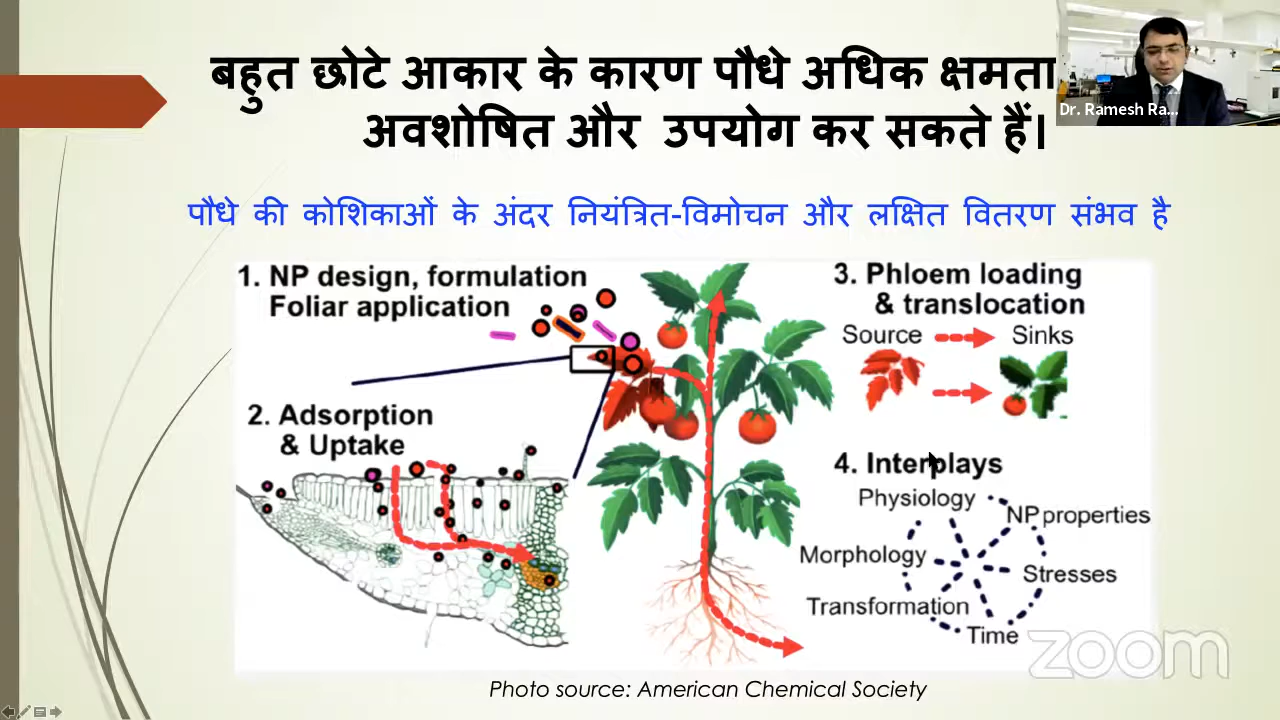 बहुत छोटे आकार के कारण पौधे अधिक क्षमता
अवशोषित और उपयोग कर सकते हैं।
Dr. Ramesh Ra...
पौधे की कोशिकाओं के अंदर नियंत्रित-विमोचन और लक्षित वितरण संभव है
1. NP design, formulation
Foliar application
2. Adsorption
& Uptake
3. Phloem loading
& translocation
Source
Sinks
4. Interplays
Physiology
NP properties
Morphology
Stresses
Transformation
Time
zoom
Photo source: American Chemical Society